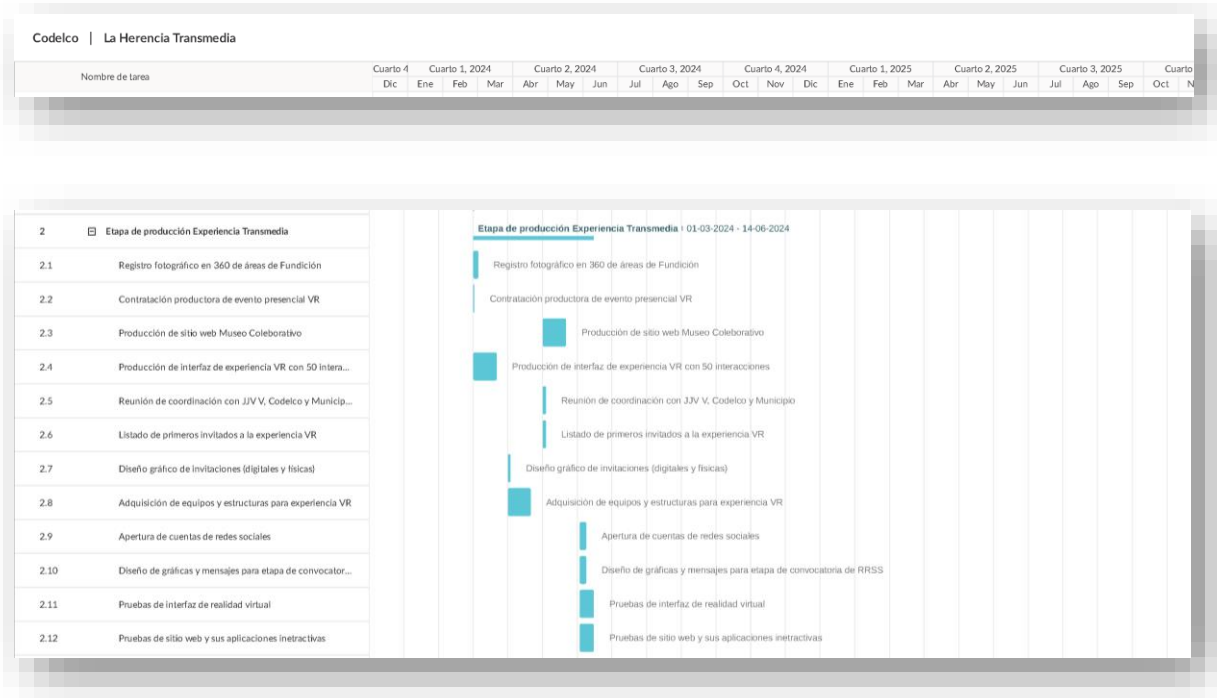 Codelco | La Herencia Transmedia
Nombre de tarea
Cuarto 4 Cuarto 1, 2024 Cuarto 2, 2024 Cuarto 3, 2024 Cuarto 4, 2024 Cuarto 1, 2025 Cuarto 2, 2025 Cuarto 3, 2025 Cuarto
Dic Ene Feb Mar Abr May Jun Jul Ago Sep Oct Nov Dic Ene Feb Mar Abr May Jun Jul Ago Sep Oct N
2 Etapa de producción Experiencia Transmedia Etapa de producción Experiencia Transmedia | 01-03-2024 - 14-06-2024
2.1 Registro fotográfico en 360 de áreas de Fundición Registro fotográfico en 360 de áreas de Fundición
2.2 Contratación productora de evento presencial VR Contratación productora de evento presencial VR
2.3 Producción de sitio web Museo Coleborativo Producción de sitio web Museo Coleborativo
2.4 Producción de interfaz de experiencia VR con 50 intera... Producción de interfaz de experiencia VR con 50 interacciones
2.5 Reunión de coordinación con JJV V, Codelco y Municip... Reunión de coordinación con JJV V, Codelco y Municipio
2.6 Listado de primeros invitados a la experiencia VR Listado de primeros invitados a la experiencia VR
2.7 Diseño gráfico de invitaciones (digitales y físicas) Diseño gráfico de invitaciones (digitales y físicas)
2.8 Adquisición de equipos y estructuras para experiencia VR Adquisición de equipos y estructuras para experiencia VR
2.9 Apertura de cuentas de redes sociales Apertura de cuentas de redes sociales
2.10 Diseño de gráficas y mensajes para etapa de convocator... Diseño de gráficas y mensajes para etapa de convocatoria de RRSS
2.11 Pruebas de interfaz de realidad virtual Pruebas de interfaz de realidad virtual
2.12 Pruebas de sitio web y sus aplicaciones inetractivas Pruebas de sitio web y sus aplicaciones inetractivas